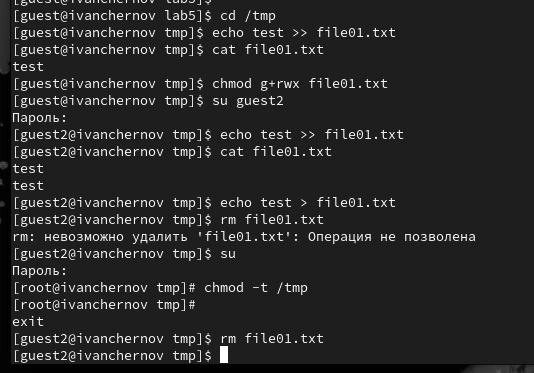 [guest@ivanchernov lab5]$
[guest@ivanchernov lab5]$ cd /tmp
[guest@ivanchernov tmp]$ echo test >> file01.txt
[guest@ivanchernov tmp]$ cat file01.txt
test
[guest@ivanchernov tmp]$ chmod g+rwx file01.txt
[guest@ivanchernov tmp]$ su guest2
Пароль:
[guest2@ivanchernov tmp]$ echo test >> file01.txt
[guest2@ivanchernov tmp]$ cat file01.txt
test
test
[guest2@ivanchernov tmp]$ echo test > file01.txt
[guest2@ivanchernov tmp]$ rm file01.txt
rm: невозможно удалить 'file01.txt': Операция не позволена
[guest2@ivanchernov tmp]$ su
Пароль:
[root@ivanchernov tmp]# chmod -t /tmp
[root@ivanchernov tmp]#
exit
[guest2@ivanchernov tmp]$ rm file01.txt
[guest2@ivanchernov tmp]$